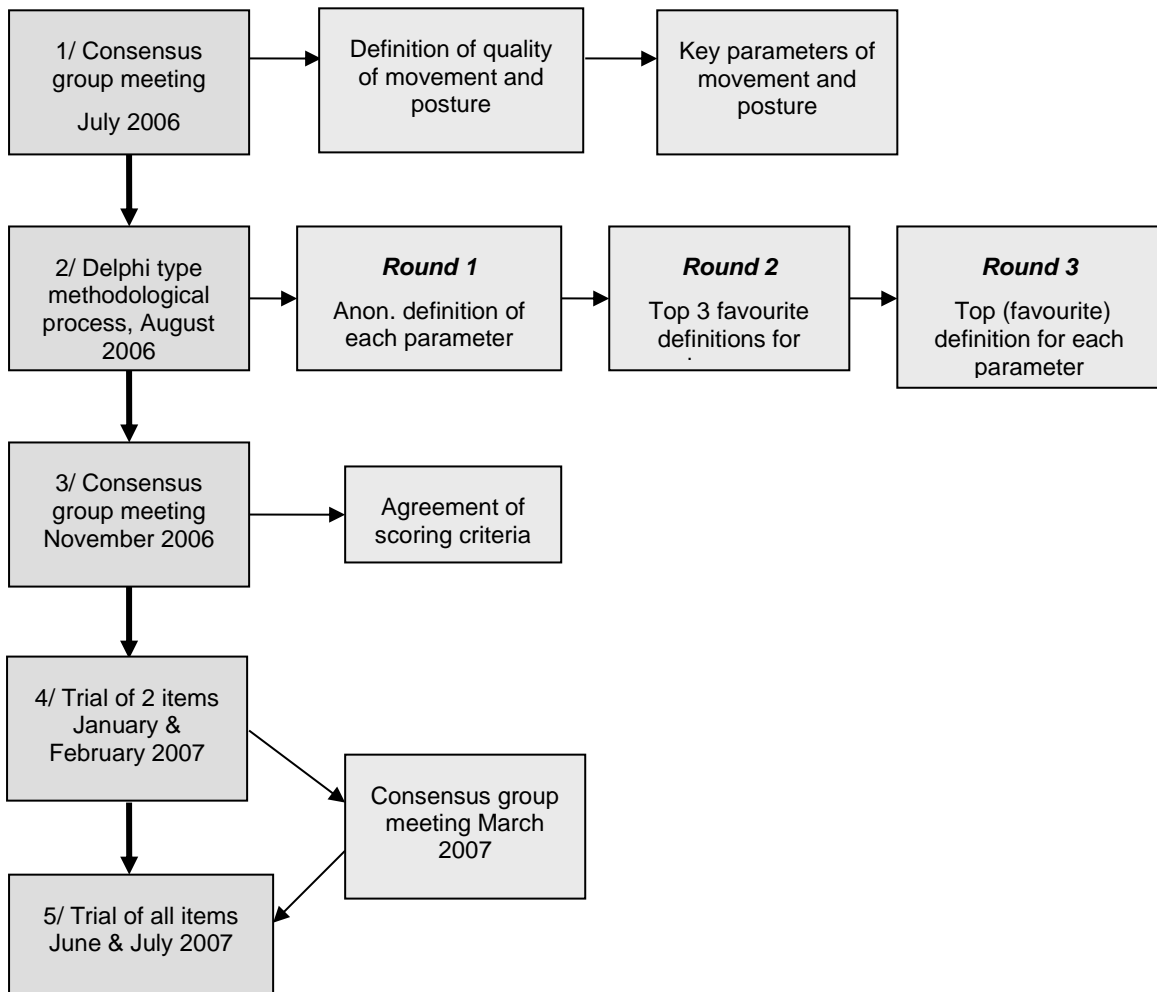 1/ Consensus
group meeting
July 2006
Definition of quality
of movement and
posture
Key parameters of
movement and
posture
2/ Delphi type
methodological
process, August
2006
Round 1
Anon. definition of
each parameter
Round 2
Top 3 favourite
definitions for
Round 3
Top (favourite)
definition for each
parameter
3/ Consensus
group meeting
November 2006
Agreement of
scoring criteria
4/ Trial of 2 items
January &
February 2007
Consensus group
meeting March
2007
5/ Trial of all items
June & July 2007